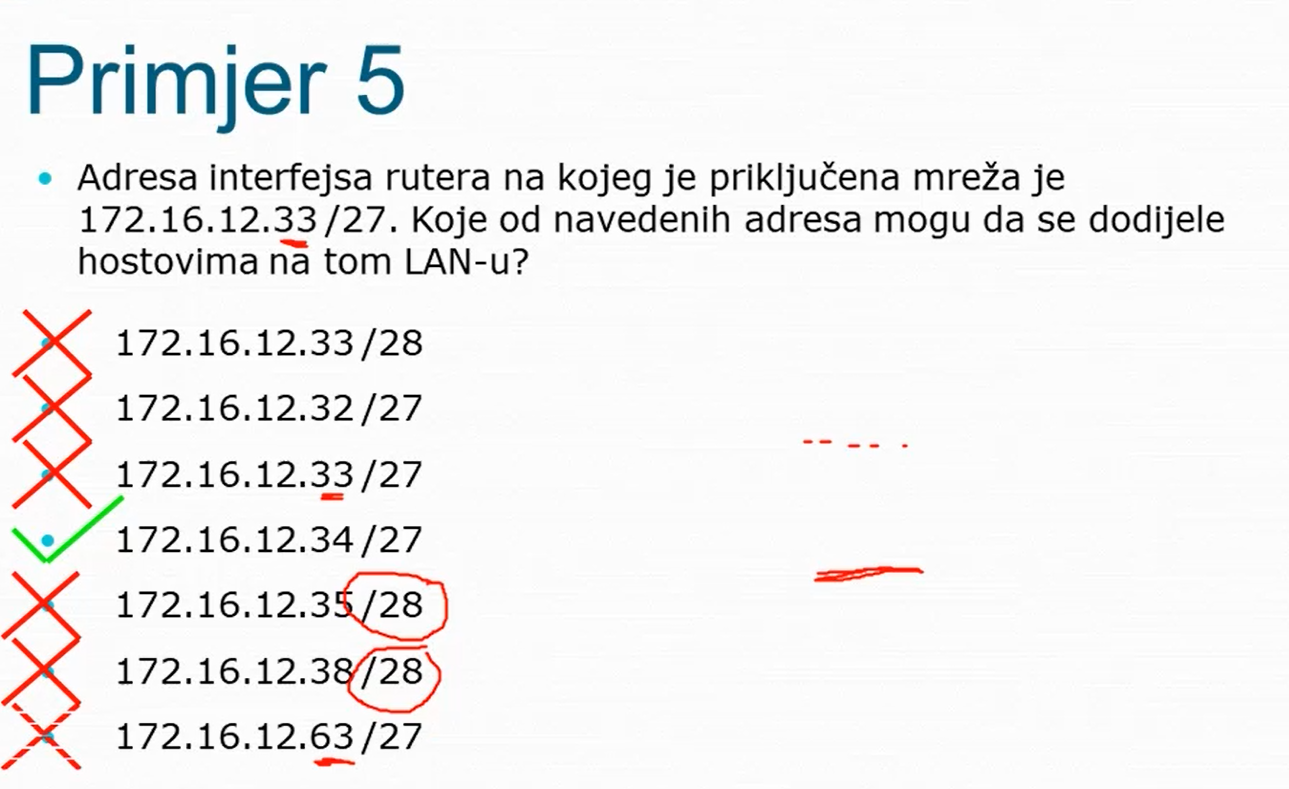 Primjer 5
Adresa interfejsa rutera na kojeg je priključena mreža je
172.16.12.33/27. Koje od navedenih adresa mogu da se dodijele
hostovima na tom LAN-u?
172.16.12.33/28
172.16.12.32/27
172.16.12.33/27
172.16.12.34/27
172.16.12.35/28
172.16.12.38/28
172.16.12.63/27